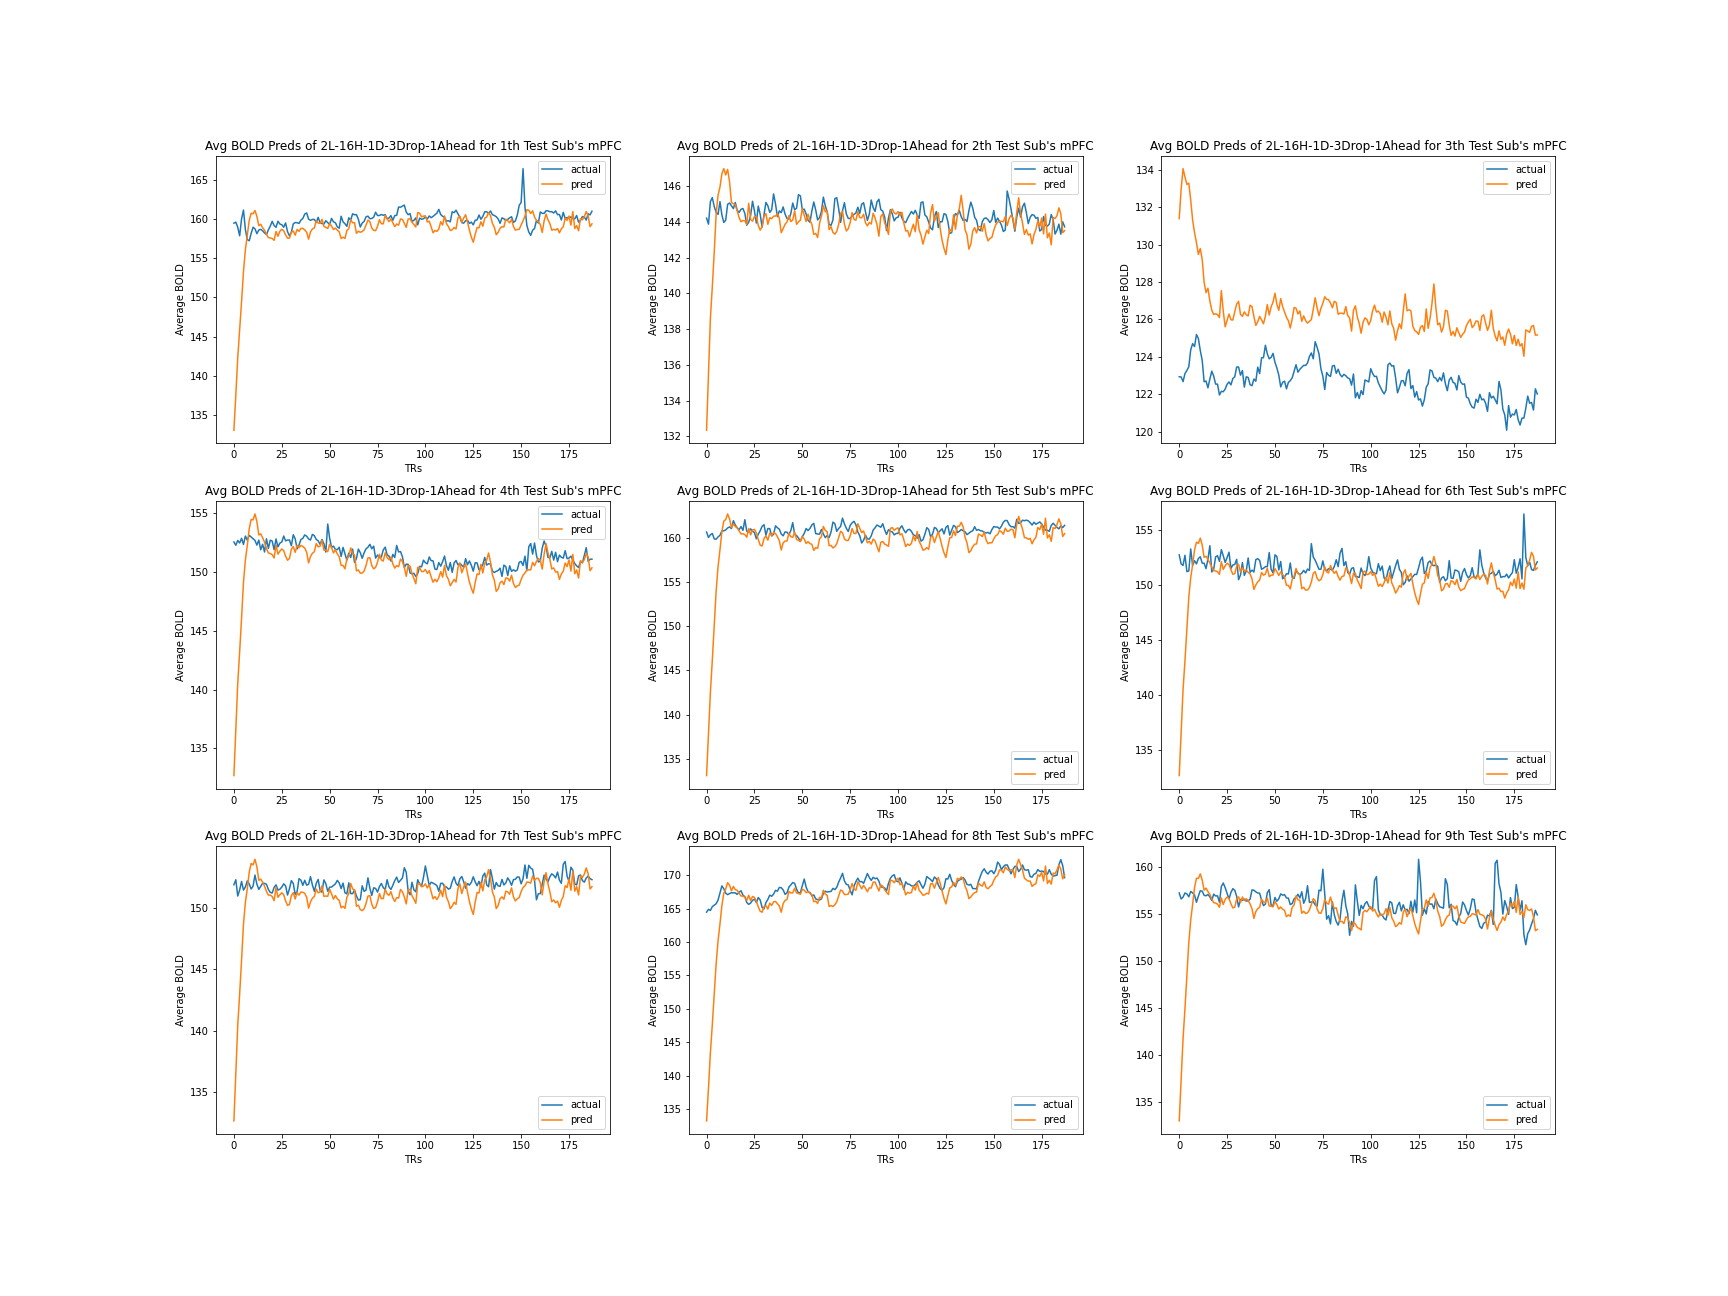 Avg BOLD Preds of 2L-16H-1D-3Drop-1Ahead for 1th Test Sub's mPFC
165
160
155
150
145
140
135
Average BOLD
actual
pred
0 25 50 75 100 125 150 175
TRs
Avg BOLD Preds of 2L-16H-1D-3Drop-1Ahead for 2th Test Sub's mPFC
146
144
142
140
138
136
134
132
Average BOLD
actual
pred
0 25 50 75 100 125 150 175
TRs
Avg BOLD Preds of 2L-16H-1D-3Drop-1Ahead for 3th Test Sub's mPFC
134
132
130
128
126
124
122
120
Average BOLD
actual
pred
0 25 50 75 100 125 150 175
TRs
Avg BOLD Preds of 2L-16H-1D-3Drop-1Ahead for 4th Test Sub's mPFC
155
150
145
140
135
Average BOLD
actual
pred
0 25 50 75 100 125 150 175
TRs
Avg BOLD Preds of 2L-16H-1D-3Drop-1Ahead for 5th Test Sub's mPFC
160
155
150
145
140
135
Average BOLD
actual
pred
0 25 50 75 100 125 150 175
TRs
Avg BOLD Preds of 2L-16H-1D-3Drop-1Ahead for 6th Test Sub's mPFC
155
150
145
140
135
Average BOLD
actual
pred
0 25 50 75 100 125 150 175
TRs
Avg BOLD Preds of 2L-16H-1D-3Drop-1Ahead for 7th Test Sub's mPFC
150
145
140
135
Average BOLD
actual
pred
0 25 50 75 100 125 150 175
TRs
Avg BOLD Preds of 2L-16H-1D-3Drop-1Ahead for 8th Test Sub's mPFC
170
165
160
155
150
145
140
135
Average BOLD
actual
pred
0 25 50 75 100 125 150 175
TRs
Avg BOLD Preds of 2L-16H-1D-3Drop-1Ahead for 9th Test Sub's mPFC
160
155
150
145
140
135
Average BOLD
actual
pred
0 25 50 75 100 125 150 175
TRs